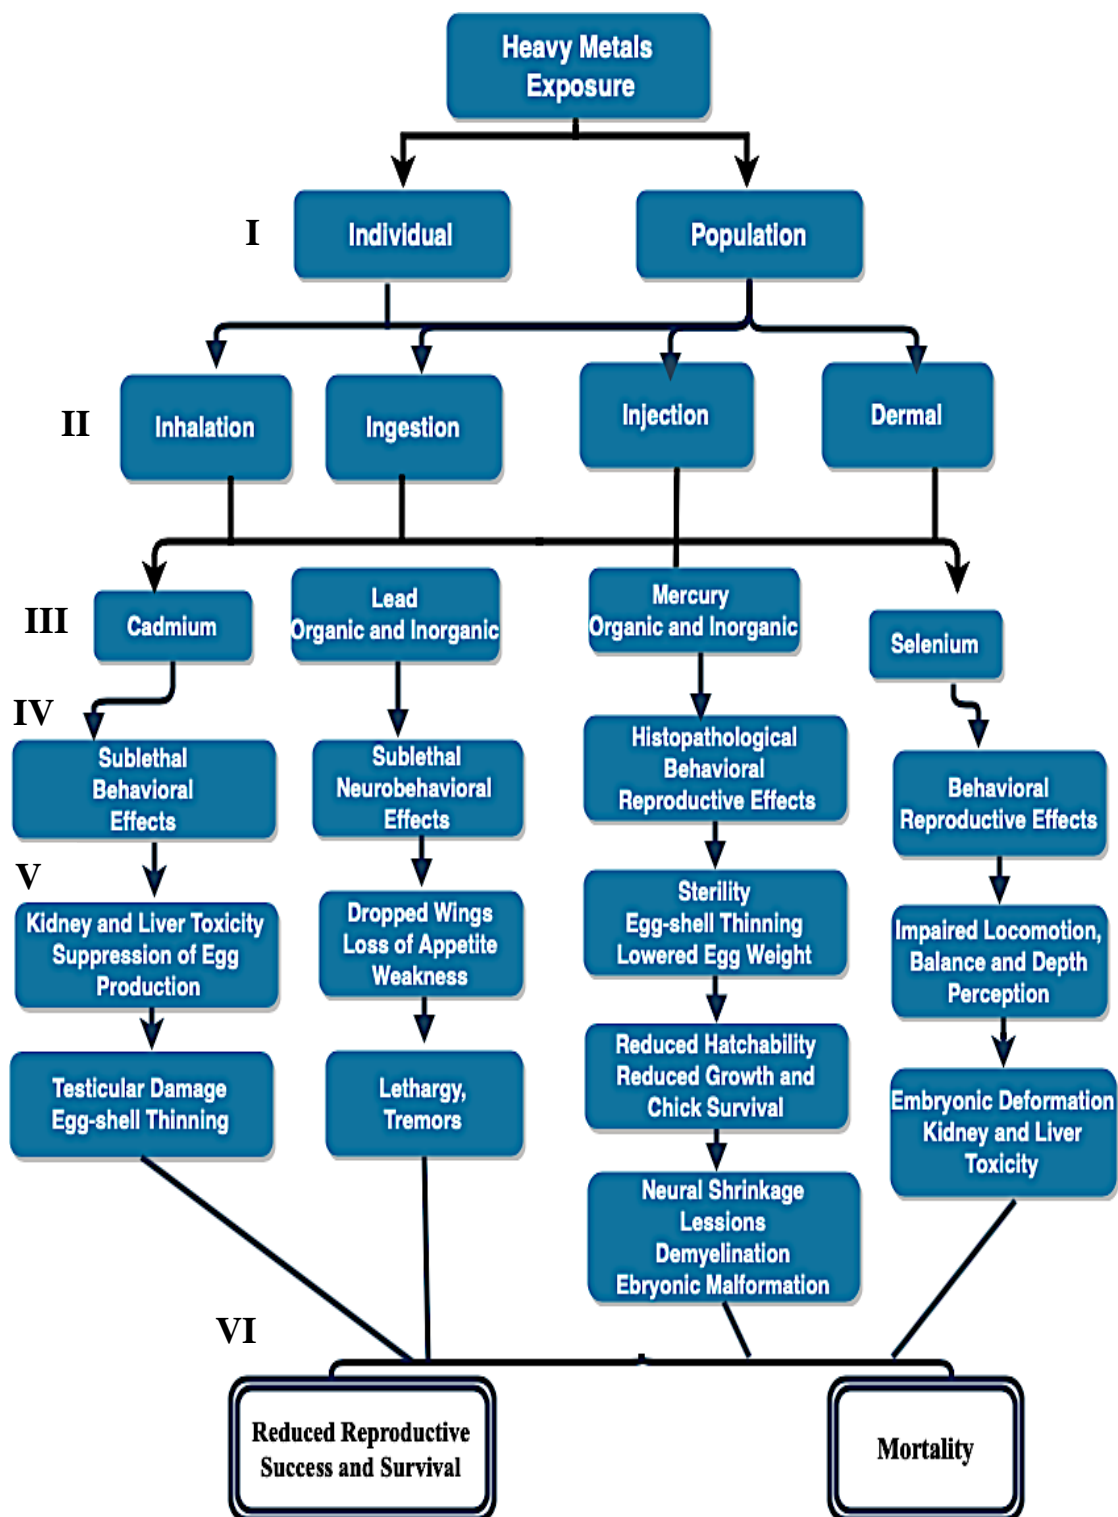 Heavy Metals
Exposure
I
Individual
Population
II
Inhalation
Ingestion
Injection
Dermal
III
Cadmium
Lead
Organic and Inorganic
Mercury
Organic and Inorganic
Selenium
IV
Sublethal
Behavioral
Effects
Sublethal
Neurobehavioral
Effects
Histopathological
Behavioral
Reproductive Effects
Behavioral
Reproductive Effects
V
Kidney and Liver Toxicity
Suppression of Egg
Production
Dropped Wings
Loss of Appetite
Weakness
Sterility
Egg-shell Thinning
Lowered Egg Weight
Impaired Locomotion,
Balance and Depth
Perception
Testicular Damage
Egg-shell Thinning
Lethargy,
Tremors
Reduced Hatchability
Reduced Growth and
Chick Survival
Embryonic Deformation
Kidney and Liver
Toxicity
Neural Shrinkage
Lessions
Demyelination
Ebryonic Malformation
VI
Reduced Reproductive
Success and Survival
Mortality